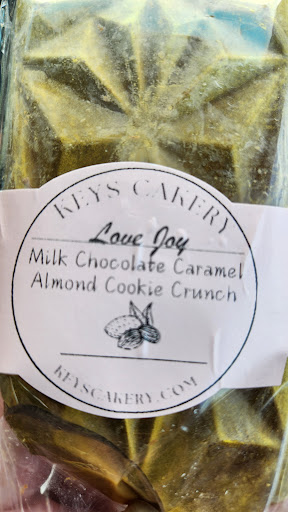 KEYS CAKERY
Love Joy
Milk Chocolate Caramel
Almond Cookie Crunch
KEYSCAKERY.COM